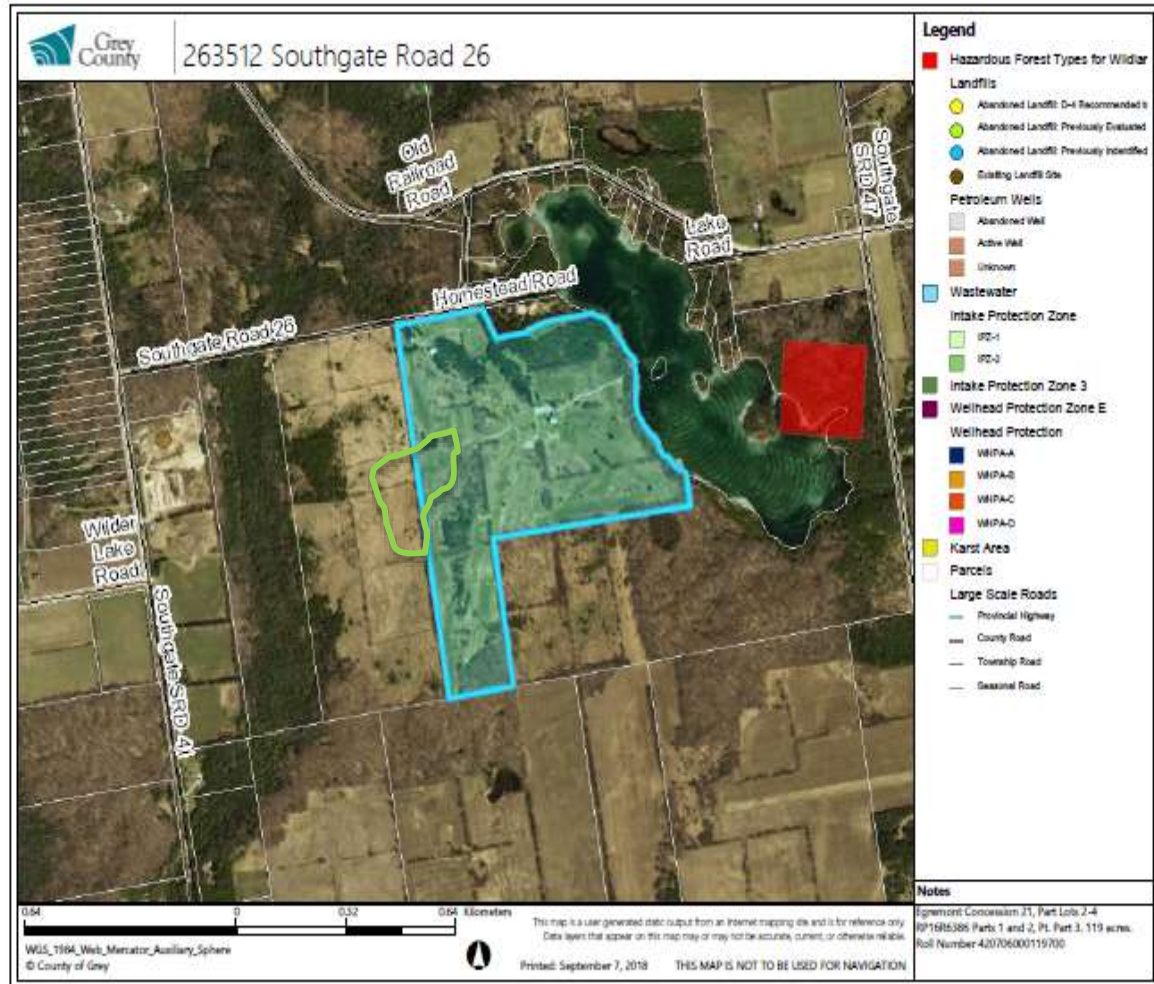 Grey
County
263512 Southgate Road 26
Old
Railroad
Road
Southgate
SRD 47
Lake
Road
Homestead Road
Southgate Road 26
Wilder
Lake
Road
Southgate SRD 41
Legend
Hazardous Forest Types for Wildlan
Landfills
Abandoned Landfill: D-4 Recommended b
Abandoned Landfill: Previously Evaluated
Abandoned Landfill: Previously Indentified
Existing Landfill Site
Petroleum Wells
Abandoned Well
Active Well
Unknown
Wastewater
Intake Protection Zone
IPZ-1
IPZ-2
Intake Protection Zone 3
Wellhead Protection Zone E
Wellhead Protection
WHPA-A
WHPA-B
WHPA-C
WHPA-D
Karst Area
Parcels
Large Scale Roads
Provincial Highway
County Road
Township Road
Seasonal Road
Notes
Egremont Concession 21, Part Lots 2-4
RP16R6386 Parts 1 and 2, Pt. Part 3. 119 acres.
Roll Number 420706000119700
0.64 0 0.32 0.64 Kilometers
WGS_1984_Web_Mercator_Auxiliary_Sphere
© County of Grey
This map is a user generated static output from an Internet mapping site and is for reference only.
Data layers that appear on this map may or may not be accurate, current, or otherwise reliable.
Printed: September 7, 2018 THIS MAP IS NOT TO BE USED FOR NAVIGATION